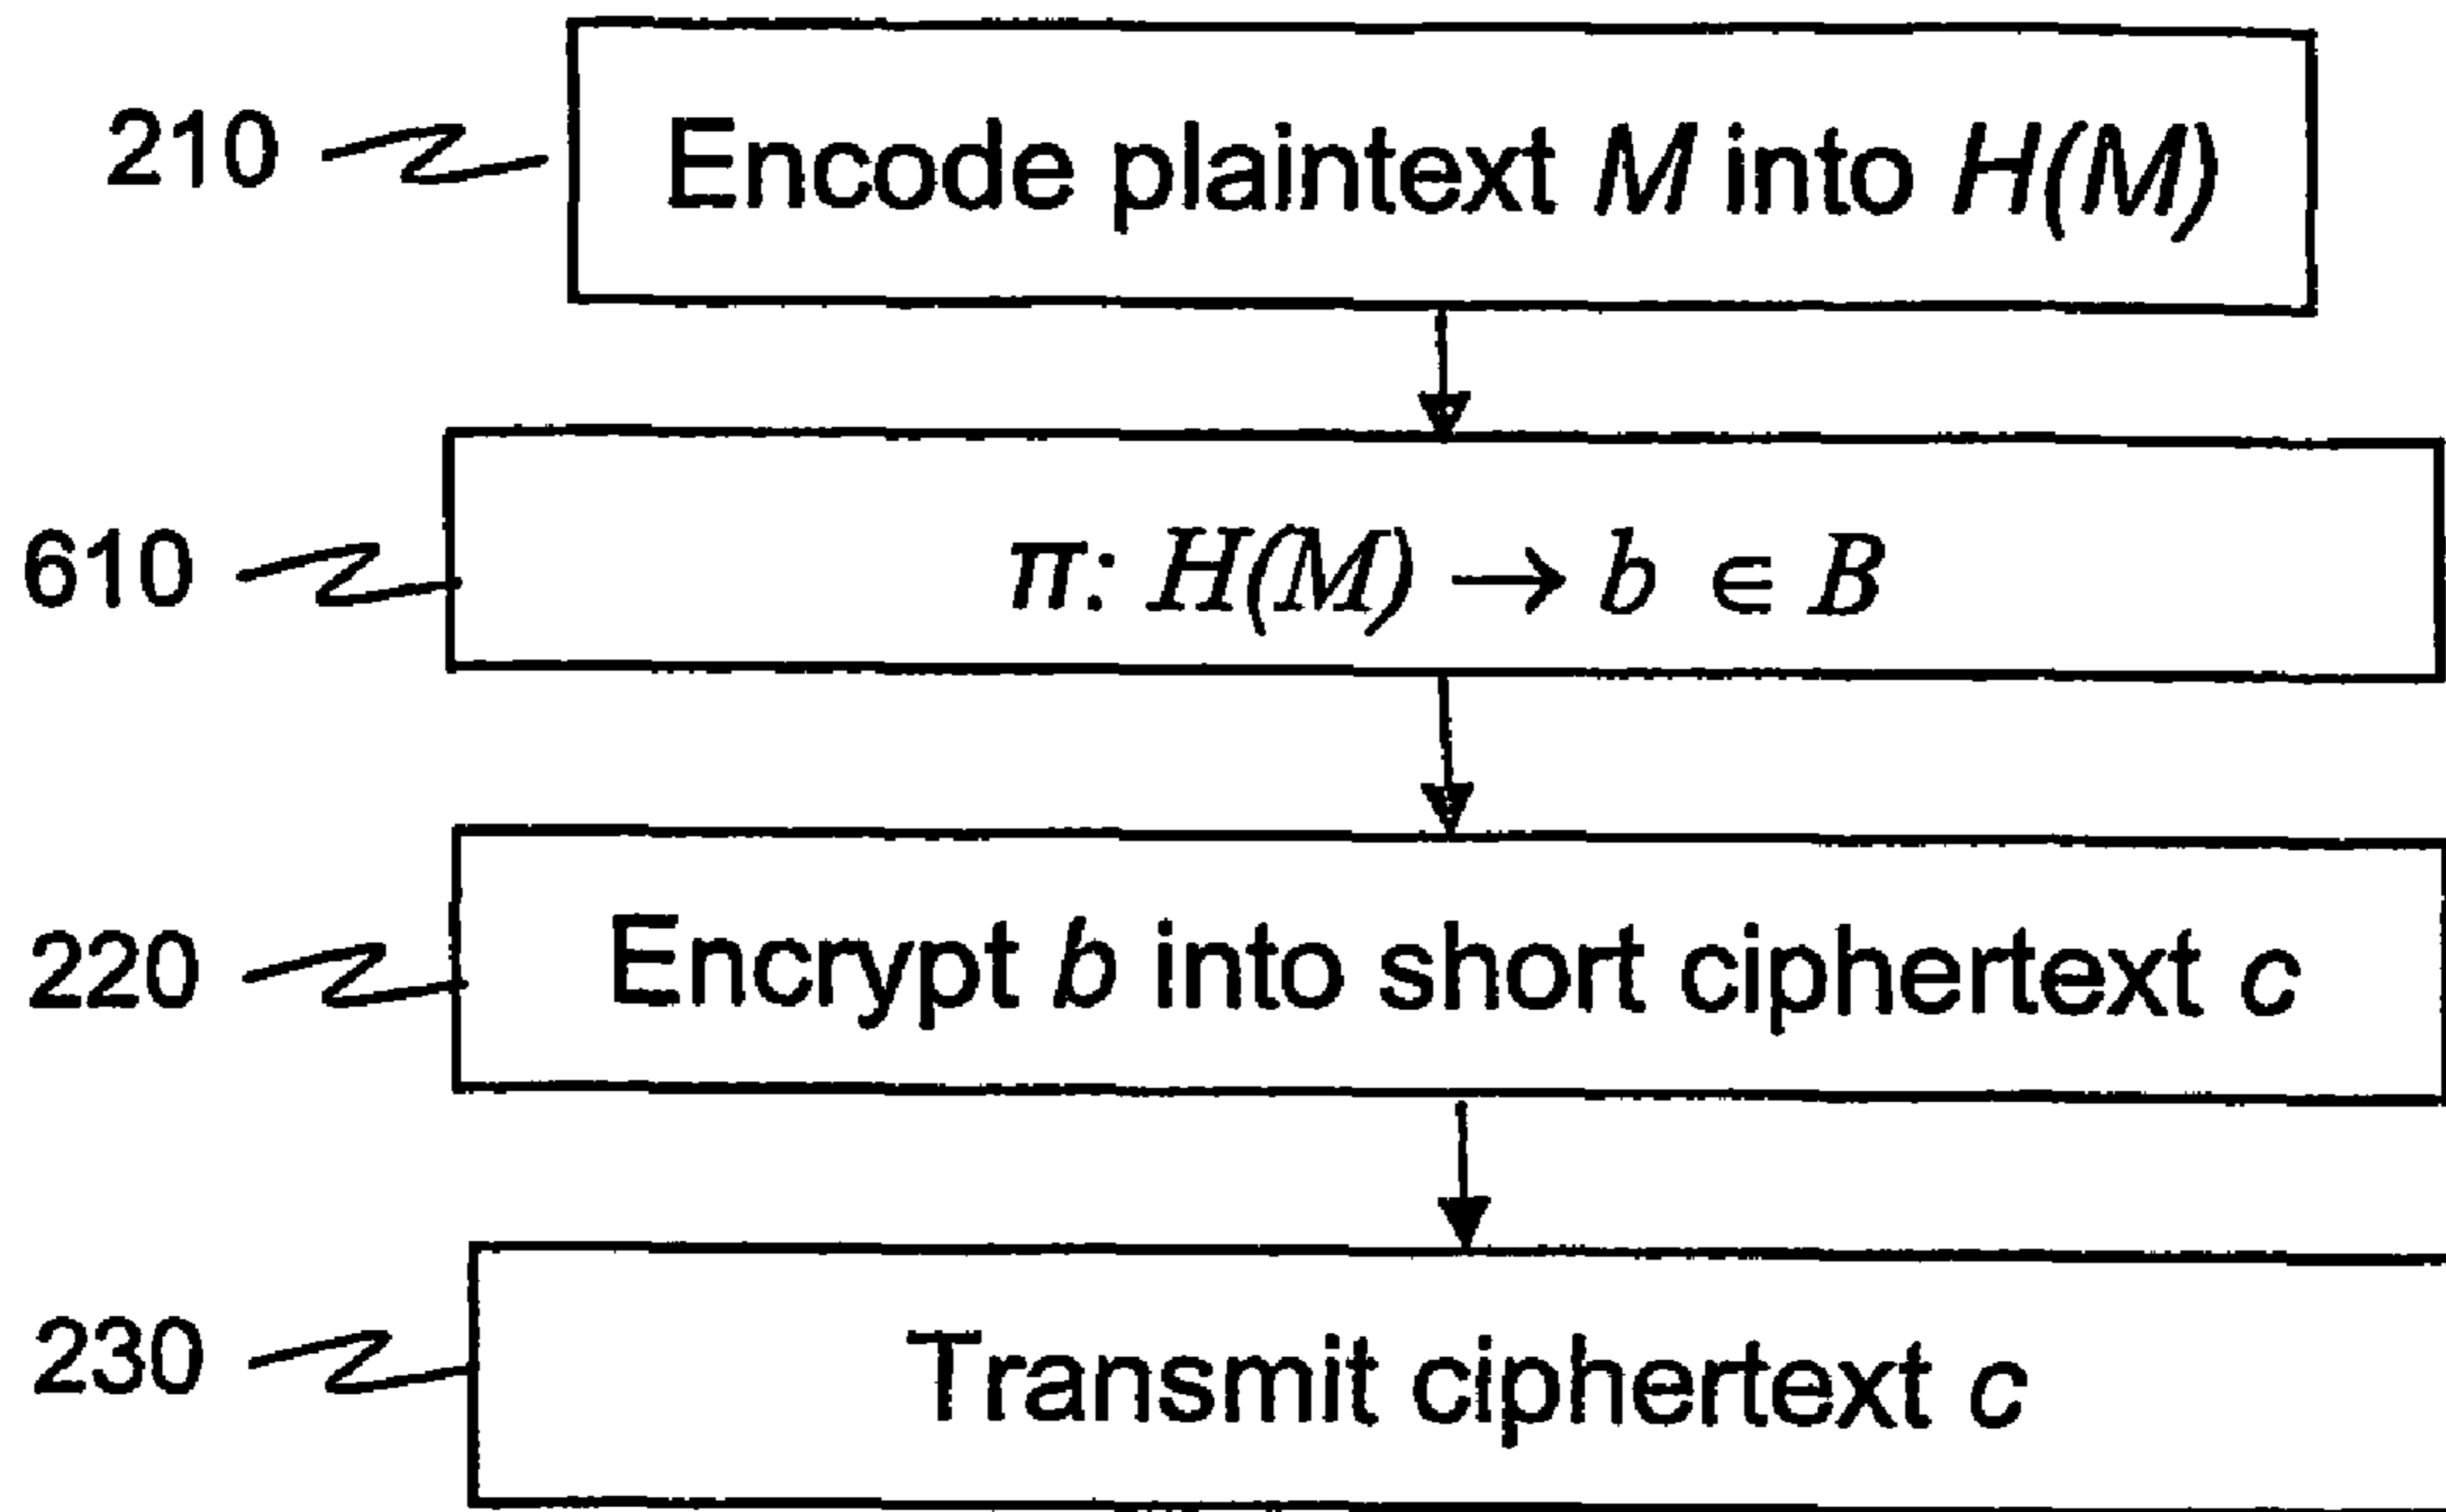 210 Encode plaintext M into H(M)
610 π: H(M) → b ∈ B
220 Encrypt b into short ciphertext c
230 Transmit ciphertext c